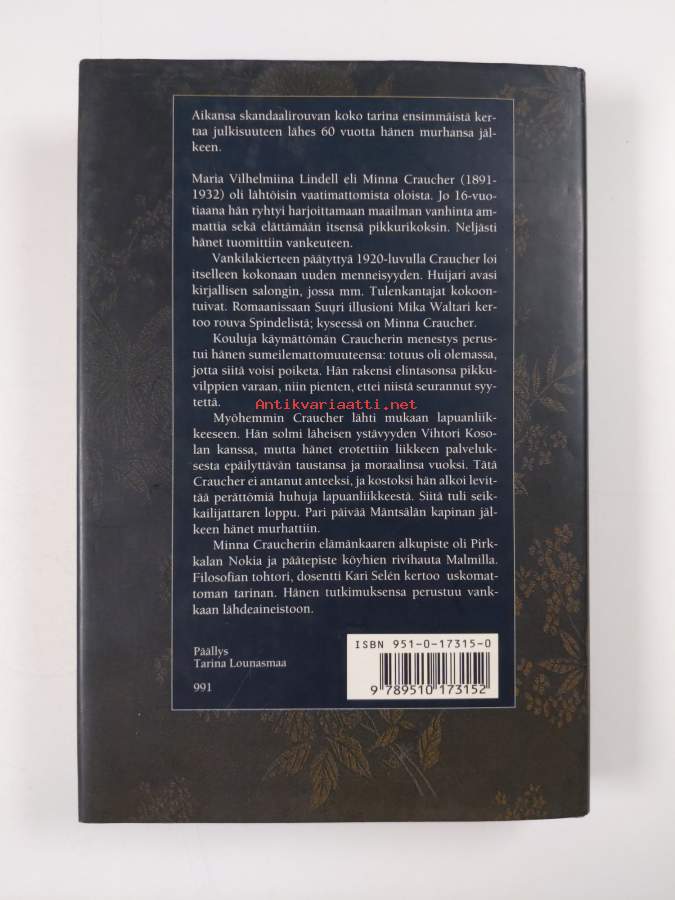 Aikansa skandaalirouvan koko tarina ensimmäistä ker-
taa julkisuuteen lähes 60 vuotta hänen murhansa jäl-
keen.
Maria Vilhelmiina Lindell eli Minna Craucher (1891-
1932) oli lähtöisin vaatimattomista oloista. Jo 16-vuo-
tiaana hän ryhtyi harjoittamaan maailman vanhinta am-
mattia sekä elättämään itsensä pikkurikoksin. Neljästi
hänet tuomittiin vankeuteen.
Vankilakierteen päätyttyä 1920-luvulla Craucher loi
itselleen kokonaan uuden menneisyyden. Huijari avasi
kirjallisen salongin, jossa mm. Tulenkantajat kokoon-
tuivat. Romaanissaan Suuri illusioni Mika Waltari ker-
too rouva Spindelistä; kyseessä on Minna Craucher.
Kouluja käymättömän Craucherin menestys perus-
tui hänen sumeilemattomuuteensa: totuus oli olemassa,
jotta siitä voisi poiketa. Hän rakensi elintasonsa pikku-
vilppien varaan, niin pienten, ettei niistä seurannut syy-
tettä.
Antikvariaatti.net
Myöhemmin Craucher lähti mukaan lapuanliik-
keeseen. Hän solmi läheisen ystävyyden Vihtori Koso-
lan kanssa, mutta hänet erotettiin liikkeen palveluk-
sesta epäilyttävän taustansa ja moraalinsa vuoksi. Tätä
Craucher ei antanut anteeksi, ja kostoksi hän alkoi levit-
tää perättömiä huhuja lapuanliikkeestä. Siitä tuli seik-
kailijattaren loppu. Pari päivää Mäntsälän kapinan jäl-
keen hänet murhattiin.
Minna Craucherin elämänkaaren alkupiste oli Pirk-
kalan Nokia ja päätepiste köyhien rivihauta Malmilla.
Filosofian tohtori, dosentti Kari Selén kertoo uskomat-
toman tarinan. Hänen tutkimuksensa perustuu vank-
kaan lähdeaineistoon.
Päällys
Tarina Lounasmaa
991
ISBN 951-0-17315-0
9 789510 173152